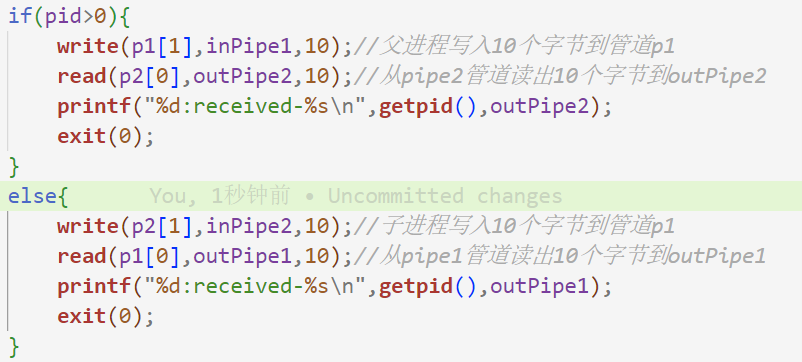 if(pid>0){
    write(p1[1],inPipe1,10);//父进程写入10个字节到管道p1
    read(p2[0],outPipe2,10);//从pipe2管道读出10个字节到outPipe2
    printf("%d:received-%s\n",getpid(),outPipe2);
    exit(0);
}
else{      You, 1秒钟前 • Uncommitted changes
    write(p2[1],inPipe2,10);//子进程写入10个字节到管道p1
    read(p1[0],outPipe1,10);//从pipe1管道读出10个字节到outPipe1
    printf("%d:received-%s\n",getpid(),outPipe1);
    exit(0);
}